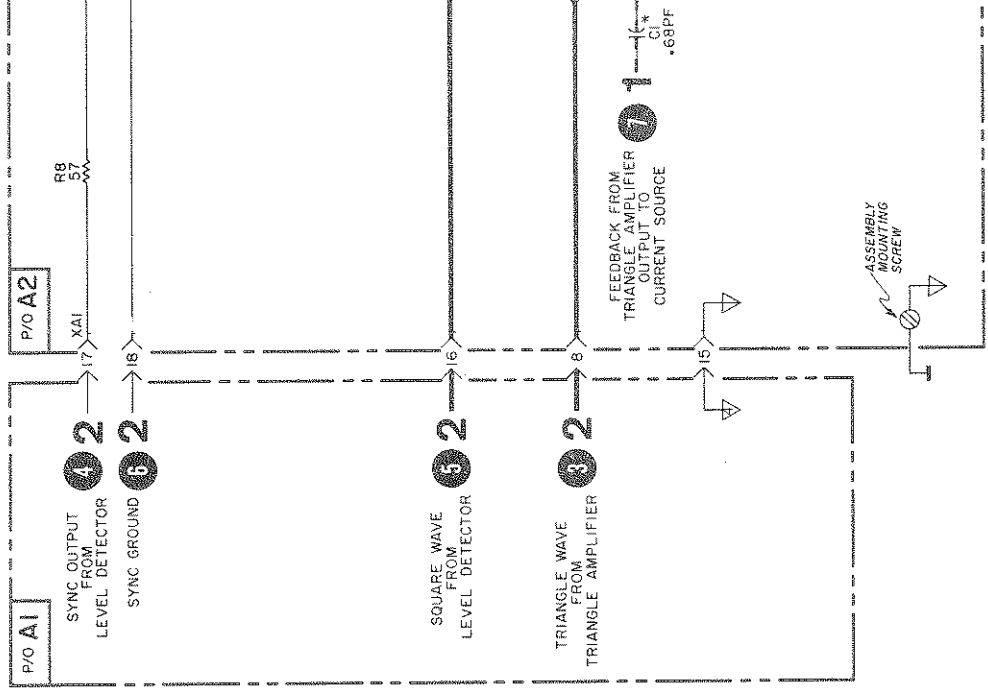 P/O A2
R8
57
XA1
17
18
16
8
15
P/O A1
SYNC OUTPUT
FROM
LEVEL DETECTOR
4 2
SYNC GROUND 6 2
SQUARE WAVE
FROM
LEVEL DETECTOR
5 2
TRIANGLE WAVE
FROM
TRIANGLE AMPLIFIER
3 2
FEEDBACK FROM
TRIANGLE AMPLIFIER
OUTPUT TO
CURRENT SOURCE
7 1
*
C1
.68PF
4
ASSEMBLY
MOUNTING
SCREW